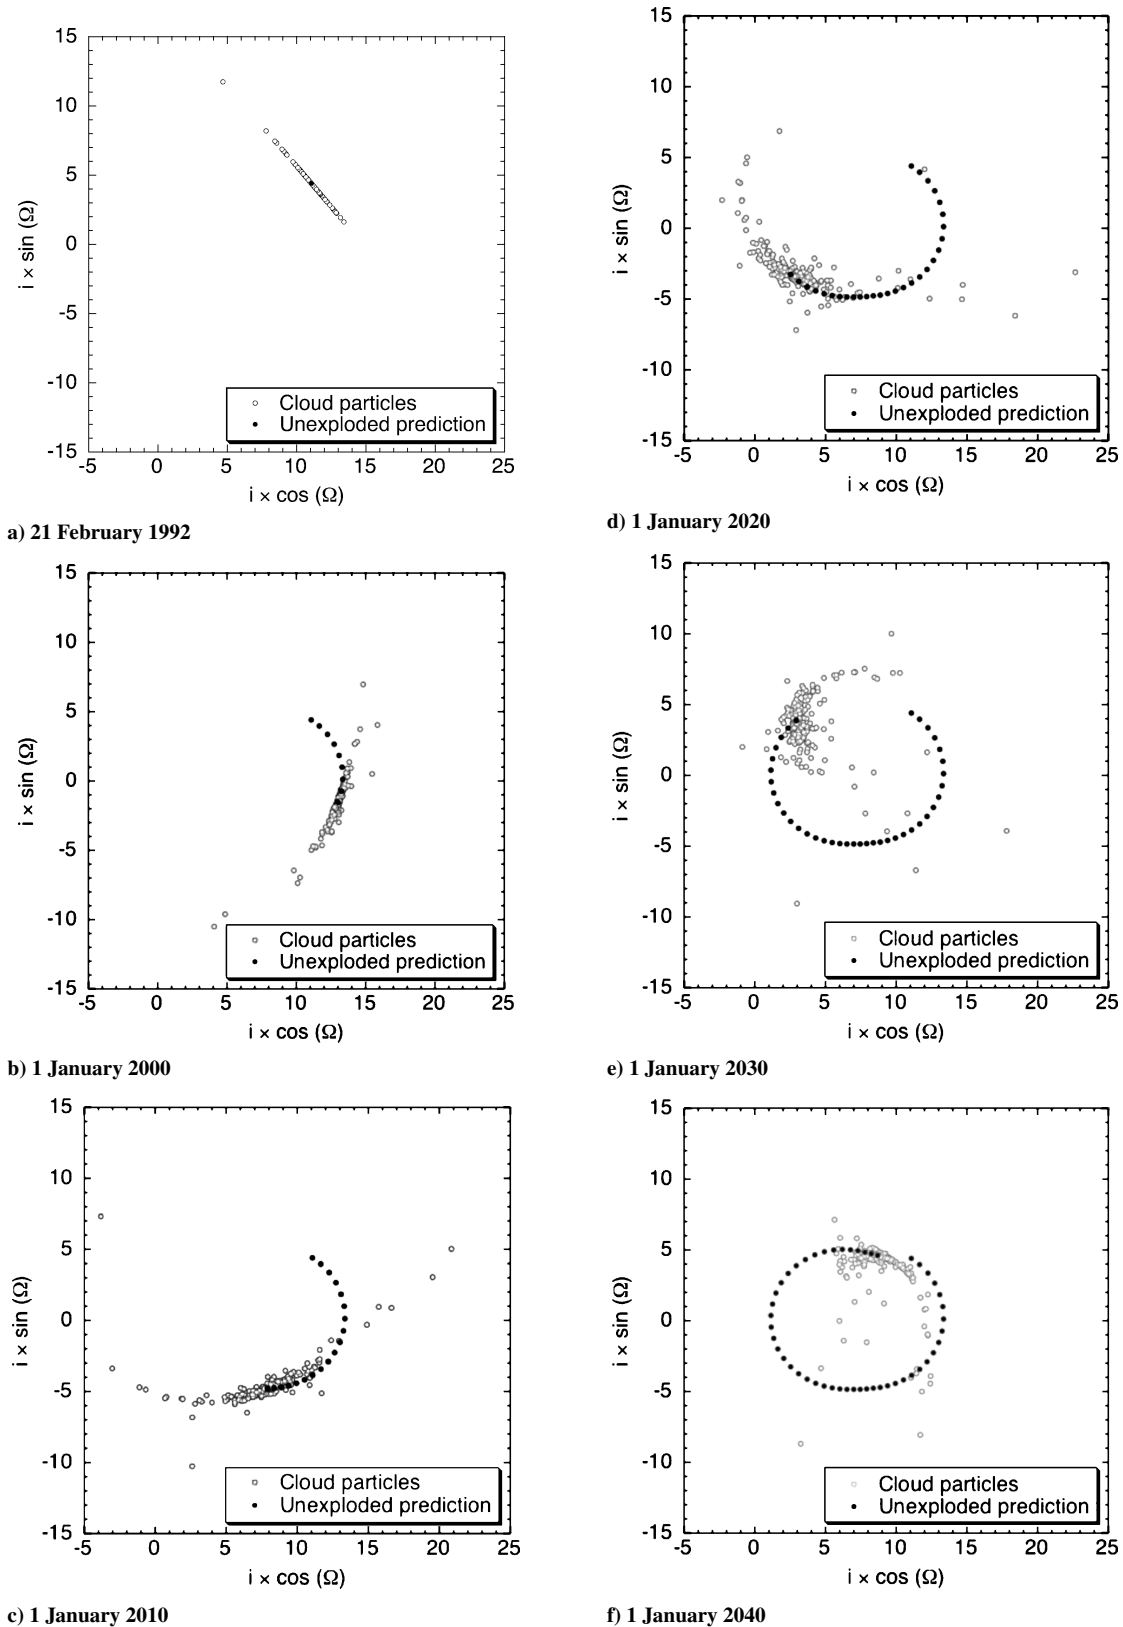 15
10
5
0
-5
-10
-15
i × sin (Ω)
Cloud particles
Unexploded prediction
-5 0 5 10 15 20 25
i × cos (Ω)
a) 21 February 1992
15
10
5
0
-5
-10
-15
i × sin (Ω)
Cloud particles
Unexploded prediction
-5 0 5 10 15 20 25
i × cos (Ω)
b) 1 January 2000
15
10
5
0
-5
-10
-15
i × sin (Ω)
Cloud particles
Unexploded prediction
-5 0 5 10 15 20 25
i × cos (Ω)
c) 1 January 2010
15
10
5
0
-5
-10
-15
i × sin (Ω)
Cloud particles
Unexploded prediction
-5 0 5 10 15 20 25
i × cos (Ω)
d) 1 January 2020
15
10
5
0
-5
-10
-15
i × sin (Ω)
Cloud particles
Unexploded prediction
-5 0 5 10 15 20 25
i × cos (Ω)
e) 1 January 2030
15
10
5
0
-5
-10
-15
i × sin (Ω)
Cloud particles
Unexploded prediction
-5 0 5 10 15 20 25
i × cos (Ω)
f) 1 January 2040